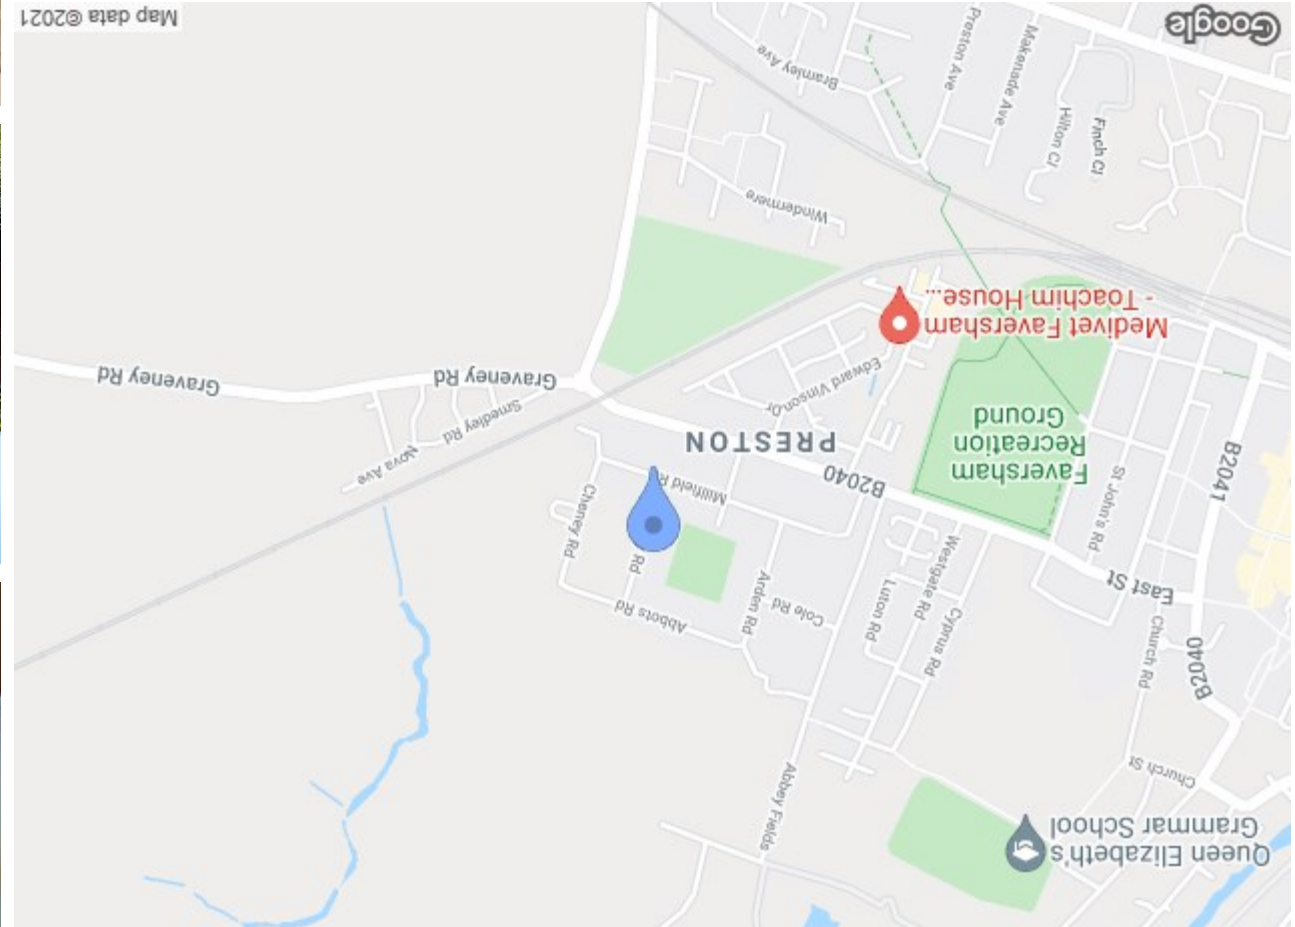 Queen Elizabeth's
Grammar School
Church St
Abbey Fields
B2040
Church Rd
Cyprus Rd
Abbots Rd
Cole Rd
Arden Rd
Luton Rd
Westgate Rd
East St
Rd
Cheney Rd
St John's Rd
B2041
Millfield R
B2040
Nova Ave
Faversham
Recreation
Ground
PRESTON
Smedley Rd
Edward Vinson Dr
Graveney Rd
Graveney Rd
Medivet Faversham
- Toachim House...
Windermere
Finch Cl
Hilton Cl
Makenade Ave
Preston Ave
Bramley Ave
Google
Map data ©2021